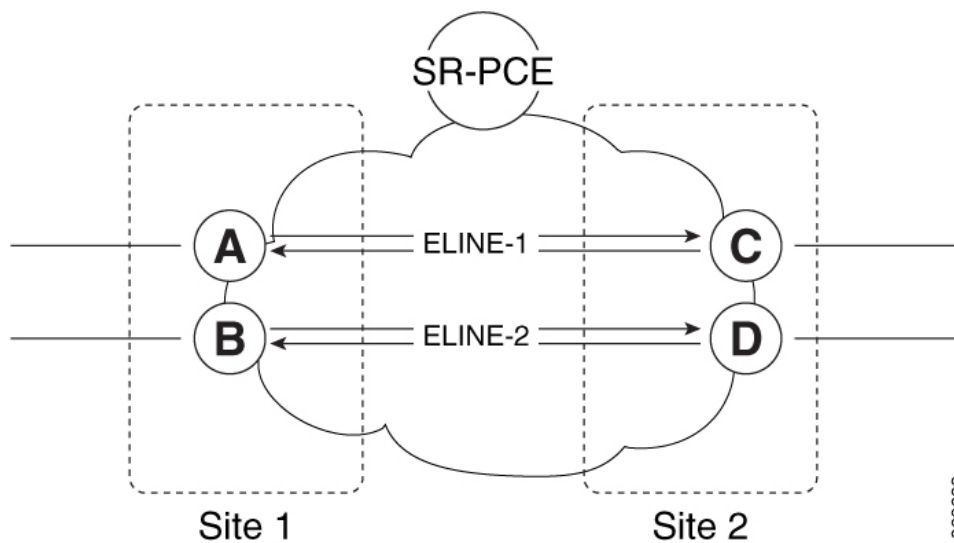 SR-PCE
A
ELINE-1
C
B
ELINE-2
D
Site 1
Site 2